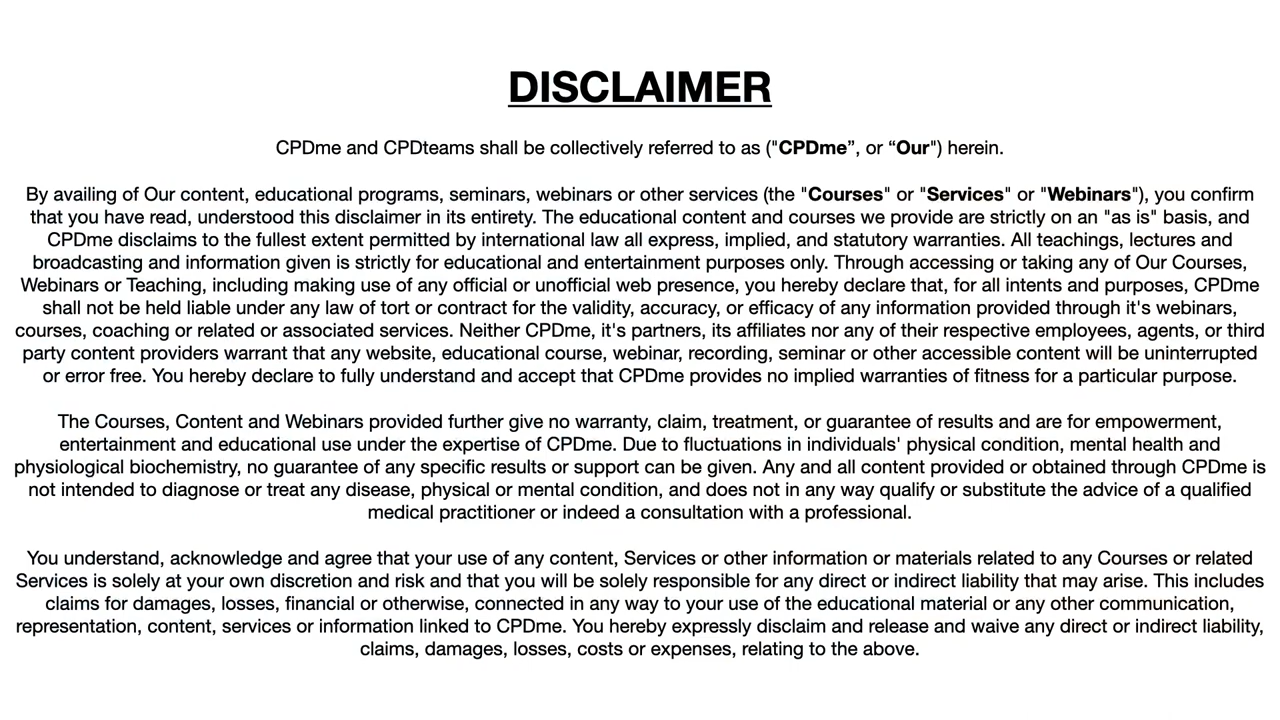 DISCLAIMER
CPDme and CPDteams shall be collectively referred to as ("CPDme”, or “Our") herein.
By availing of Our content, educational programs, seminars, webinars or other services (the "Courses" or "Services" or "Webinars"), you confirm
that you have read, understood this disclaimer in its entirety. The educational content and courses we provide are strictly on an "as is" basis, and
CPDme disclaims to the fullest extent permitted by international law all express, implied, and statutory warranties. All teachings, lectures and
broadcasting and information given is strictly for educational and entertainment purposes only. Through accessing or taking any of Our Courses,
Webinars or Teaching, including making use of any official or unofficial web presence, you hereby declare that, for all intents and purposes, CPDme
shall not be held liable under any law of tort or contract for the validity, accuracy, or efficacy of any information provided through it's webinars,
courses, coaching or related or associated services. Neither CPDme, it's partners, its affiliates nor any of their respective employees, agents, or third
party content providers warrant that any website, educational course, webinar, recording, seminar or other accessible content will be uninterrupted
or error free. You hereby declare to fully understand and accept that CPDme provides no implied warranties of fitness for a particular purpose.
The Courses, Content and Webinars provided further give no warranty, claim, treatment, or guarantee of results and are for empowerment,
entertainment and educational use under the expertise of CPDme. Due to fluctuations in individuals' physical condition, mental health and
physiological biochemistry, no guarantee of any specific results or support can be given. Any and all content provided or obtained through CPDme is
not intended to diagnose or treat any disease, physical or mental condition, and does not in any way qualify or substitute the advice of a qualified
medical practitioner or indeed a consultation with a professional.
You understand, acknowledge and agree that your use of any content, Services or other information or materials related to any Courses or related
Services is solely at your own discretion and risk and that you will be solely responsible for any direct or indirect liability that may arise. This includes
claims for damages, losses, financial or otherwise, connected in any way to your use of the educational material or any other communication,
representation, content, services or information linked to CPDme. You hereby expressly disclaim and release and waive any direct or indirect liability,
claims, damages, losses, costs or expenses, relating to the above.